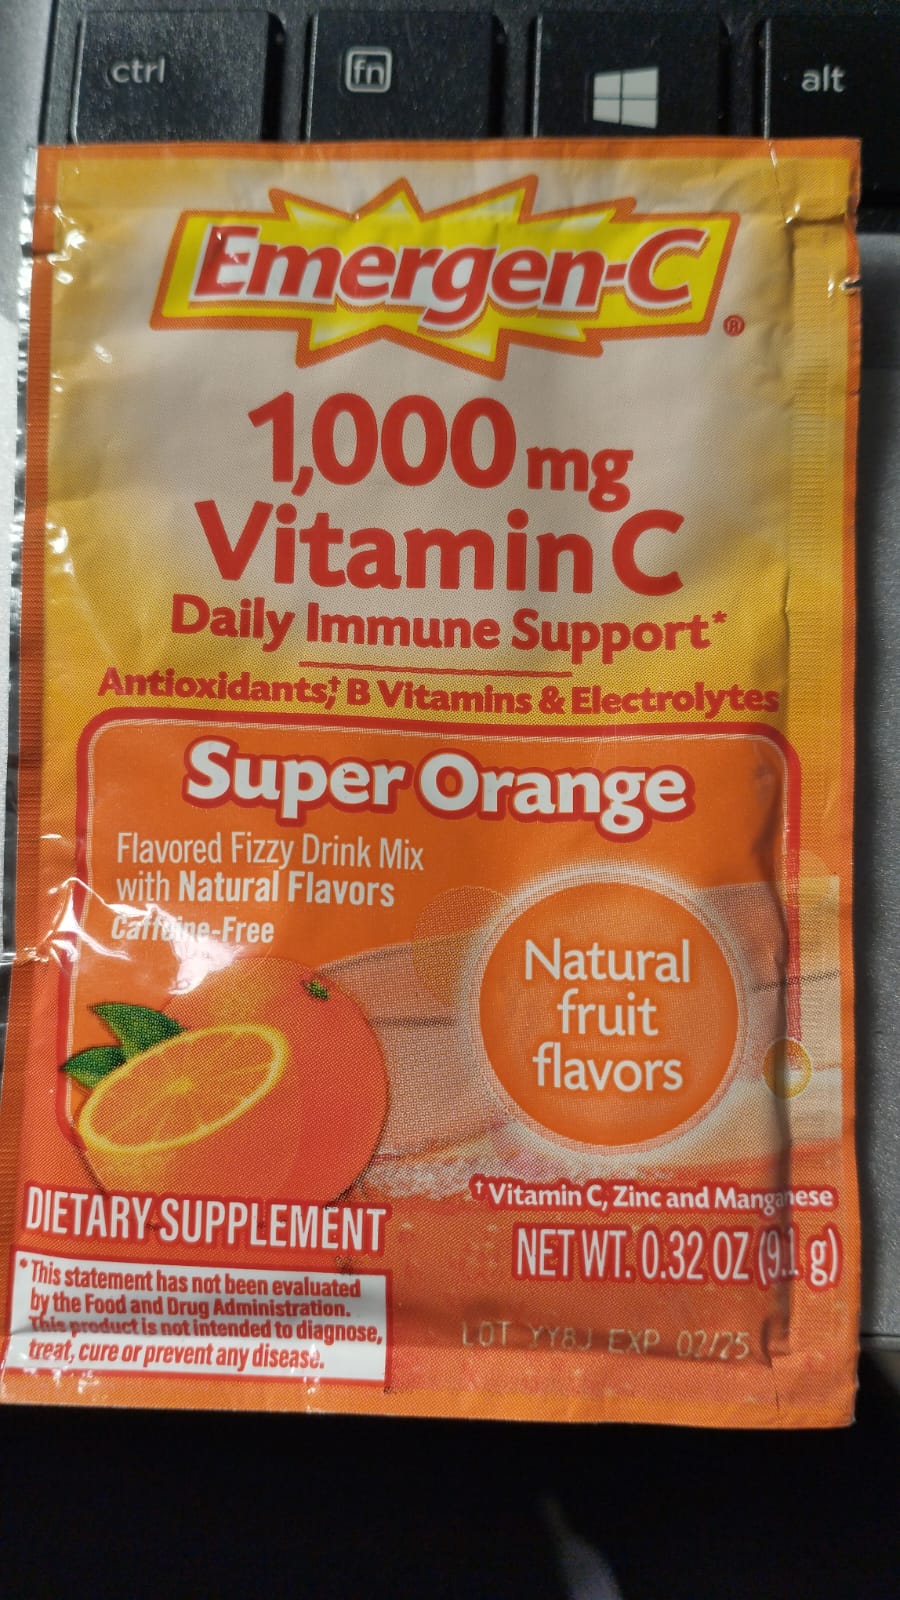 ctrl
fn
alt
Emergen-C®
1,000 mg
Vitamin C
Daily Immune Support*
Antioxidants,† B Vitamins & Electrolytes
Super Orange
Flavored Fizzy Drink Mix
with Natural Flavors
Caffeine-Free
Natural
fruit
flavors
† Vitamin C, Zinc and Manganese
DIETARY SUPPLEMENT
NET WT. 0.32 OZ (9.1 g)
*This statement has not been evaluated
by the Food and Drug Administration.
This product is not intended to diagnose,
treat, cure or prevent any disease.
LOT YY8J EXP 02/25